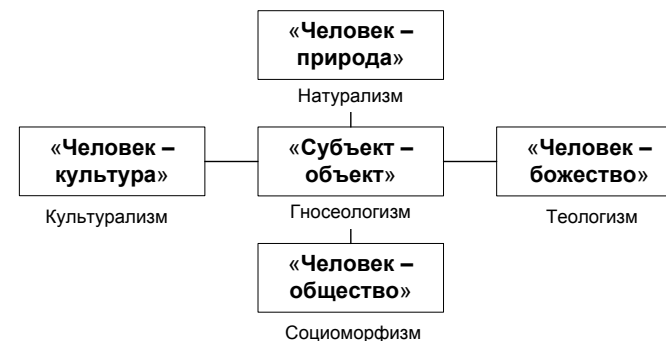 «Человек –
природа»
Натурализм
«Человек –
культура»
Культурализм
«Субъект –
объект»
Гносеологизм
«Человек –
божество»
Теологизм
«Человек –
общество»
Социоморфизм